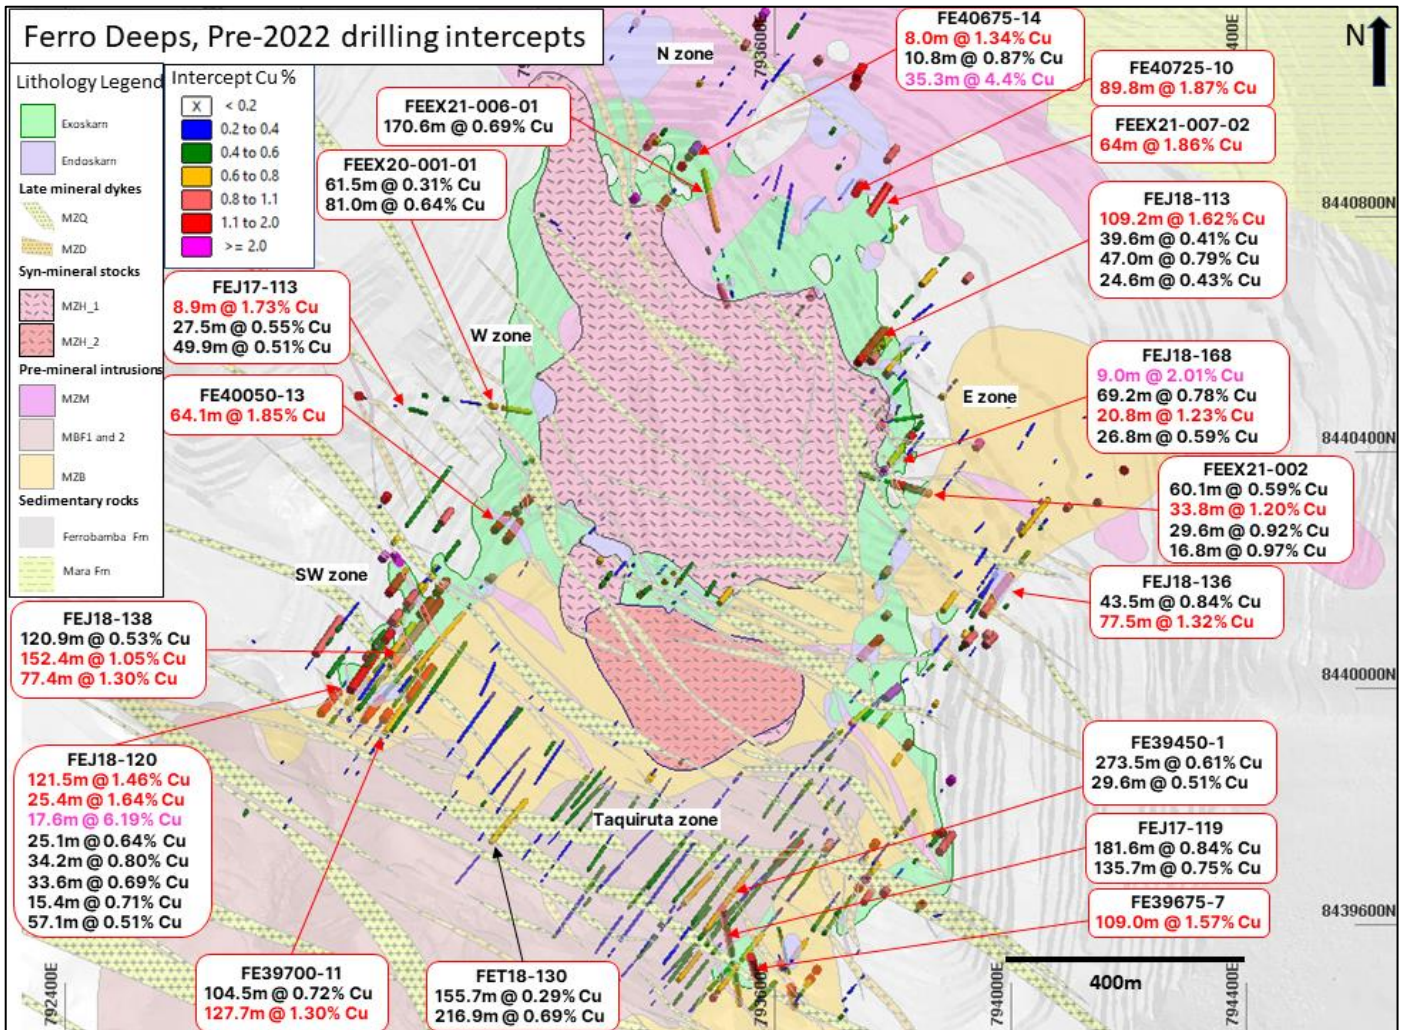 Ferro Deeps, Pre-2022 drilling intercepts
Lithology Legend
Exoskarn
Endoskarn
Late mineral dykes
MZQ
MZD
Syn-mineral stocks
MZH_1
MZH_2
Pre-mineral intrusions
MZM
MBF1 and 2
MZB
Sedimentary rocks
Ferrobamba Fm
Mara Fm
Intercept Cu %
X < 0.2
0.2 to 0.4
0.4 to 0.6
0.6 to 0.8
0.8 to 1.1
1.1 to 2.0
>= 2.0
N zone
793600E
400E
N
FE40675-14
8.0m @ 1.34% Cu
10.8m @ 0.87% Cu
35.3m @ 4.4% Cu
FE40725-10
89.8m @ 1.87% Cu
FEEX21-006-01
170.6m @ 0.69% Cu
FEEX21-007-02
64m @ 1.86% Cu
FEEX20-001-01
61.5m @ 0.31% Cu
81.0m @ 0.64% Cu
FEJ18-113
109.2m @ 1.62% Cu
39.6m @ 0.41% Cu
47.0m @ 0.79% Cu
24.6m @ 0.43% Cu
8440800N
FEJ17-113
8.9m @ 1.73% Cu
27.5m @ 0.55% Cu
49.9m @ 0.51% Cu
W zone
FE40050-13
64.1m @ 1.85% Cu
FEJ18-168
9.0m @ 2.01% Cu
69.2m @ 0.78% Cu
20.8m @ 1.23% Cu
26.8m @ 0.59% Cu
E zone
8440400N
FEEX21-002
60.1m @ 0.59% Cu
33.8m @ 1.20% Cu
29.6m @ 0.92% Cu
16.8m @ 0.97% Cu
SW zone
FEJ18-136
43.5m @ 0.84% Cu
77.5m @ 1.32% Cu
FEJ18-138
120.9m @ 0.53% Cu
152.4m @ 1.05% Cu
77.4m @ 1.30% Cu
8440000N
FEJ18-120
121.5m @ 1.46% Cu
25.4m @ 1.64% Cu
17.6m @ 6.19% Cu
25.1m @ 0.64% Cu
34.2m @ 0.80% Cu
33.6m @ 0.69% Cu
15.4m @ 0.71% Cu
57.1m @ 0.51% Cu
Taquiruta zone
FE39450-1
273.5m @ 0.61% Cu
29.6m @ 0.51% Cu
FEJ17-119
181.6m @ 0.84% Cu
135.7m @ 0.75% Cu
FE39675-7
109.0m @ 1.57% Cu
8439600N
FE39700-11
104.5m @ 0.72% Cu
127.7m @ 1.30% Cu
FET18-130
155.7m @ 0.29% Cu
216.9m @ 0.69% Cu
400m
792400E
793600E
794000E
794400E